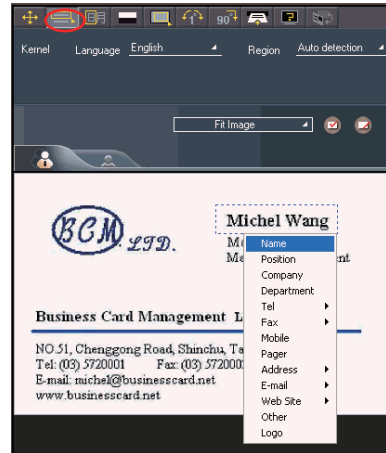 90°
Kernel Language English Region Auto detection
Fit Image
BCM LTD.
Michel Wang
Name
Position
Company
Department
Tel
Fax
Mobile
Pager
Address
E-mail
Web Site
Other
Logo
Business Card Management
NO.51, Chenggong Road, Shinchu,
Tel: (03) 5720001 Fax: (03)
E-mail: michel@businesscard.net
www.businesscard.net